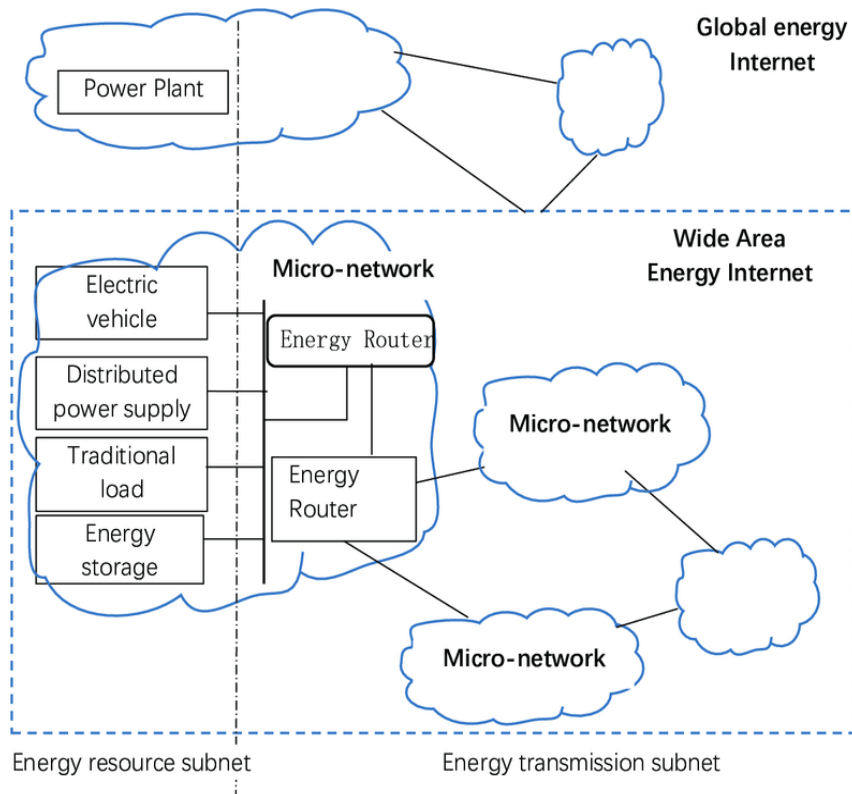 Global energy
Internet
Power Plant
Wide Area
Energy Internet
Micro-network
Electric
vehicle
Energy Router
Distributed
power supply
Micro-network
Traditional
load
Energy
Router
Energy
storage
Micro-network
Energy resource subnet
Energy transmission subnet